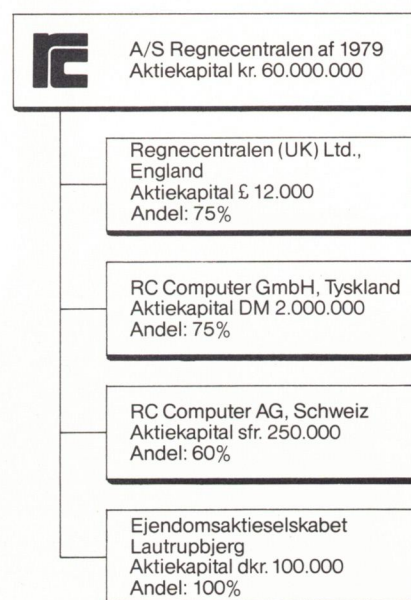 rc
A/S Regnecentralen af 1979
Aktiekapital kr. 60.000.000
Regnecentralen (UK) Ltd.,
England
Aktiekapital £ 12.000
Andel: 75%
RC Computer GmbH, Tyskland
Aktiekapital DM 2.000.000
Andel: 75%
RC Computer AG, Schweiz
Aktiekapital sfr. 250.000
Andel: 60%
Ejendomsaktieselskabet
Lautrupbjerg
Aktiekapital dkr. 100.000
Andel: 100%